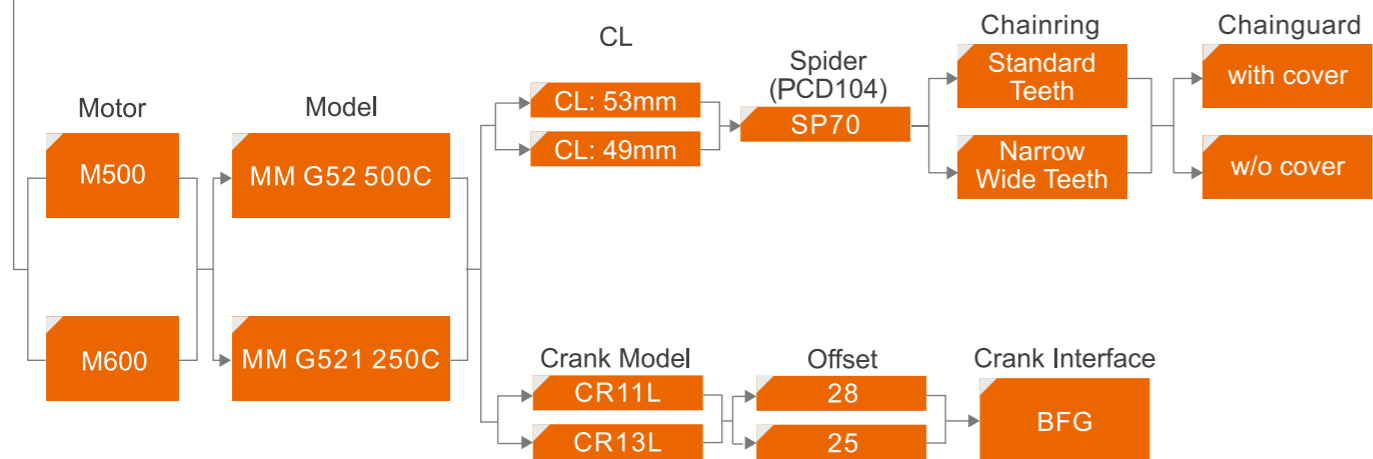 Motor
M500
M600
Model
MM G52 500C
MM G521 250C
CL
CL: 53mm
CL: 49mm
Spider
(PCD104)
SP70
Chainring
Standard
Teeth
Narrow
Wide Teeth
Chainguard
with cover
w/o cover
Crank Model
CR11L
CR13L
Offset
28
25
Crank Interface
BFG